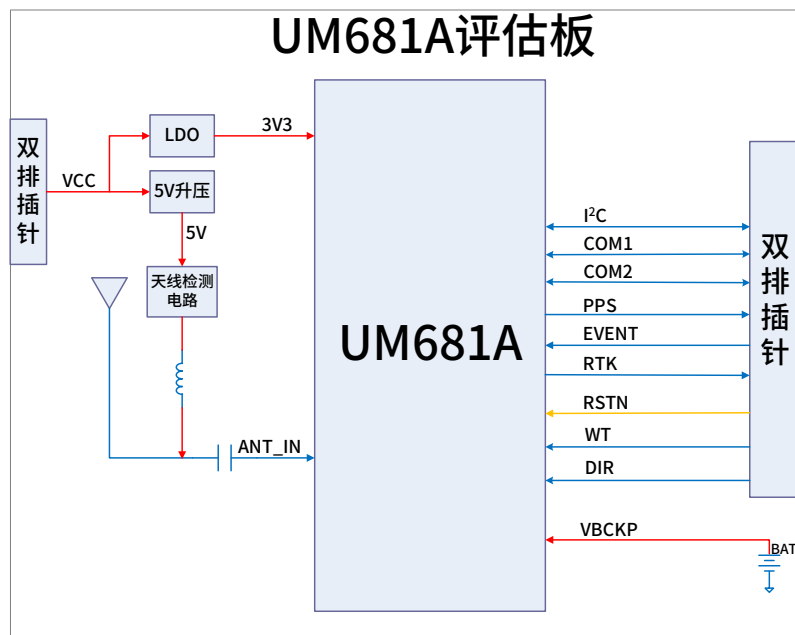 UM681A评估板
双排插针
VCC
LDO
3V3
5V升压
5V
天线检测
电路
ANT_IN
UM681A
I²C
COM1
COM2
PPS
EVENT
RTK
RSTN
WT
DIR
双排插针
VBCKP
BAT